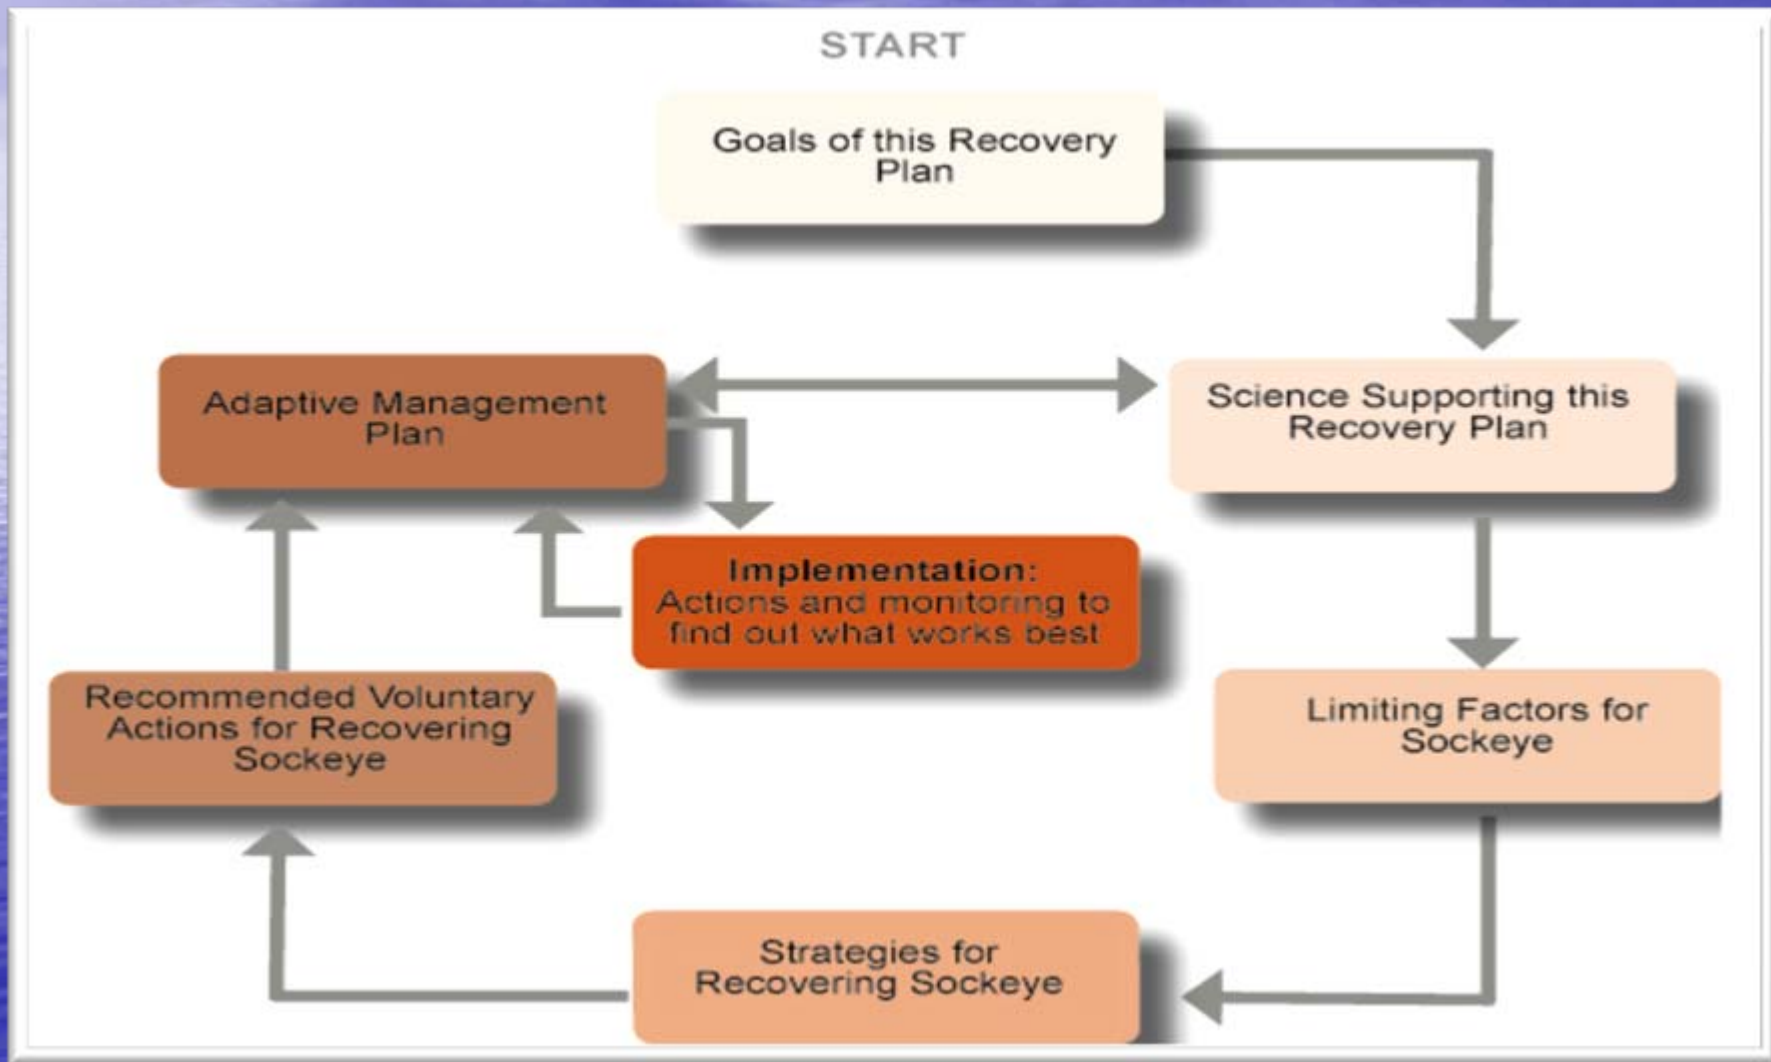 START
Goals of this Recovery
Plan
Adaptive Management
Plan
Science Supporting this
Recovery Plan
Implementation:
Actions and monitoring to
find out what works best
Recommended Voluntary
Actions for Recovering
Sockeye
Limiting Factors for
Sockeye
Strategies for
Recovering Sockeye